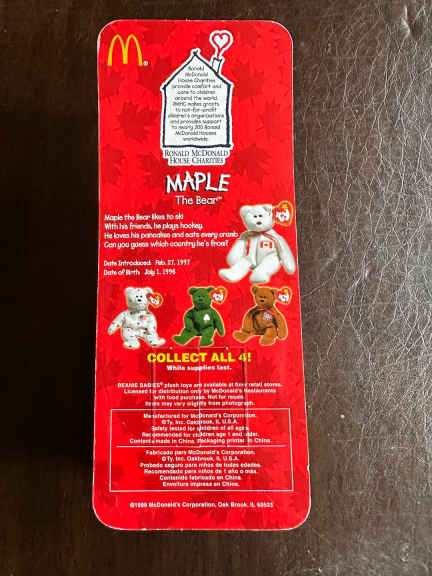 Ronald
McDonald
House Charities
provide comfort and
care to children
around the world.
RMHC makes grants
to not-for-profit
children's organizations
and provides support
to nearly 200 Ronald
McDonald Houses
worldwide.
RONALD McDONALD
HOUSE CHARITIES
MAPLE
The Bear™
Maple the Bear likes to ski
With his friends, he plays hockey.
He loves his pancakes and eats every crumb
Can you guess which country he's from?
Date Introduced: Feb. 27, 1997
Date of Birth: July 1, 1996
COLLECT ALL 4!
While supplies last.
BEANIE BABIES® plush toys are available at finer retail stores.
Licensed for distribution only by McDonald's Restaurants
with food purchase. Not for resale.
Items may vary slightly from photograph.
Manufactured for McDonald's Corporation.
©Ty, Inc. Oakbrook, IL U.S.A.
Safety tested for children of all ages.
Recommended for children age 1 and older.
Contents made in China. Packaging printed in China.
Fabricado para McDonald's Corporation.
©Ty, Inc. Oakbrook, IL U.S.A.
Probado seguro para niños de todas edades.
Recomendado para niños de 1 año o más.
Contenido fabricado en China.
Envoltura impresa en China.
©1999 McDonald's Corporation, Oak Brook, IL 60523